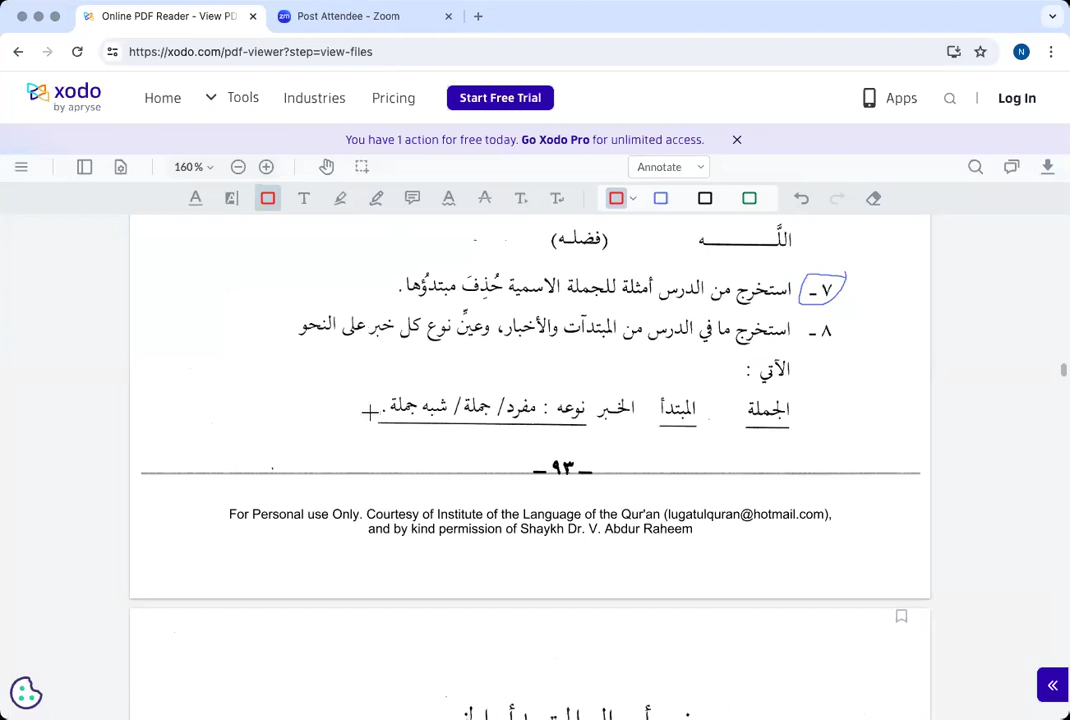 Online PDF Reader - View PD
Post Attendee - Zoom
https://xodo.com/pdf-viewer?step=view-files
N
xodo
by apryse
Home
Tools
Industries
Pricing
Start Free Trial
Apps
Log In
You have 1 action for free today. Go Xodo Pro for unlimited access.
160%
Annotate
اللَّـــــــه (فضلـه)
٧ - استخرج من الدرس أمثلة للجملة الاسمية حُذِفَ مبتدؤُها .
٨ - استخرج ما في الدرس من المبتدآت والأخبار، وعيِّن نوع كل خبر على النحو
الآتي :
الجملة المبتدأ الخـبر نوعه : مفرد/ جملة/ شبه جملة .
- ٩٣ -
For Personal use Only. Courtesy of Institute of the Language of the Qur'an (lugatulquran@hotmail.com),
and by kind permission of Shaykh Dr. V. Abdur Raheem